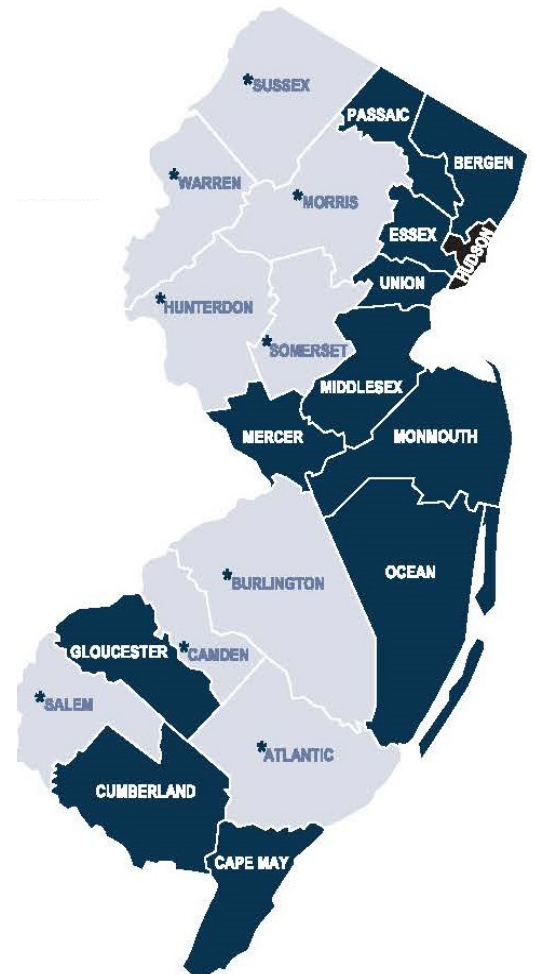 *SUSSEX
PASSAIC
BERGEN
*WARREN
*MORRIS
ESSEX
HUDSON
UNION
*HUNTERDON
*SOMERSET
MIDDLESEX
MERCER
MONMOUTH
OCEAN
*BURLINGTON
GLOUCESTER
*CAMDEN
*SALEM
*ATLANTIC
CUMBERLAND
CAPE MAY